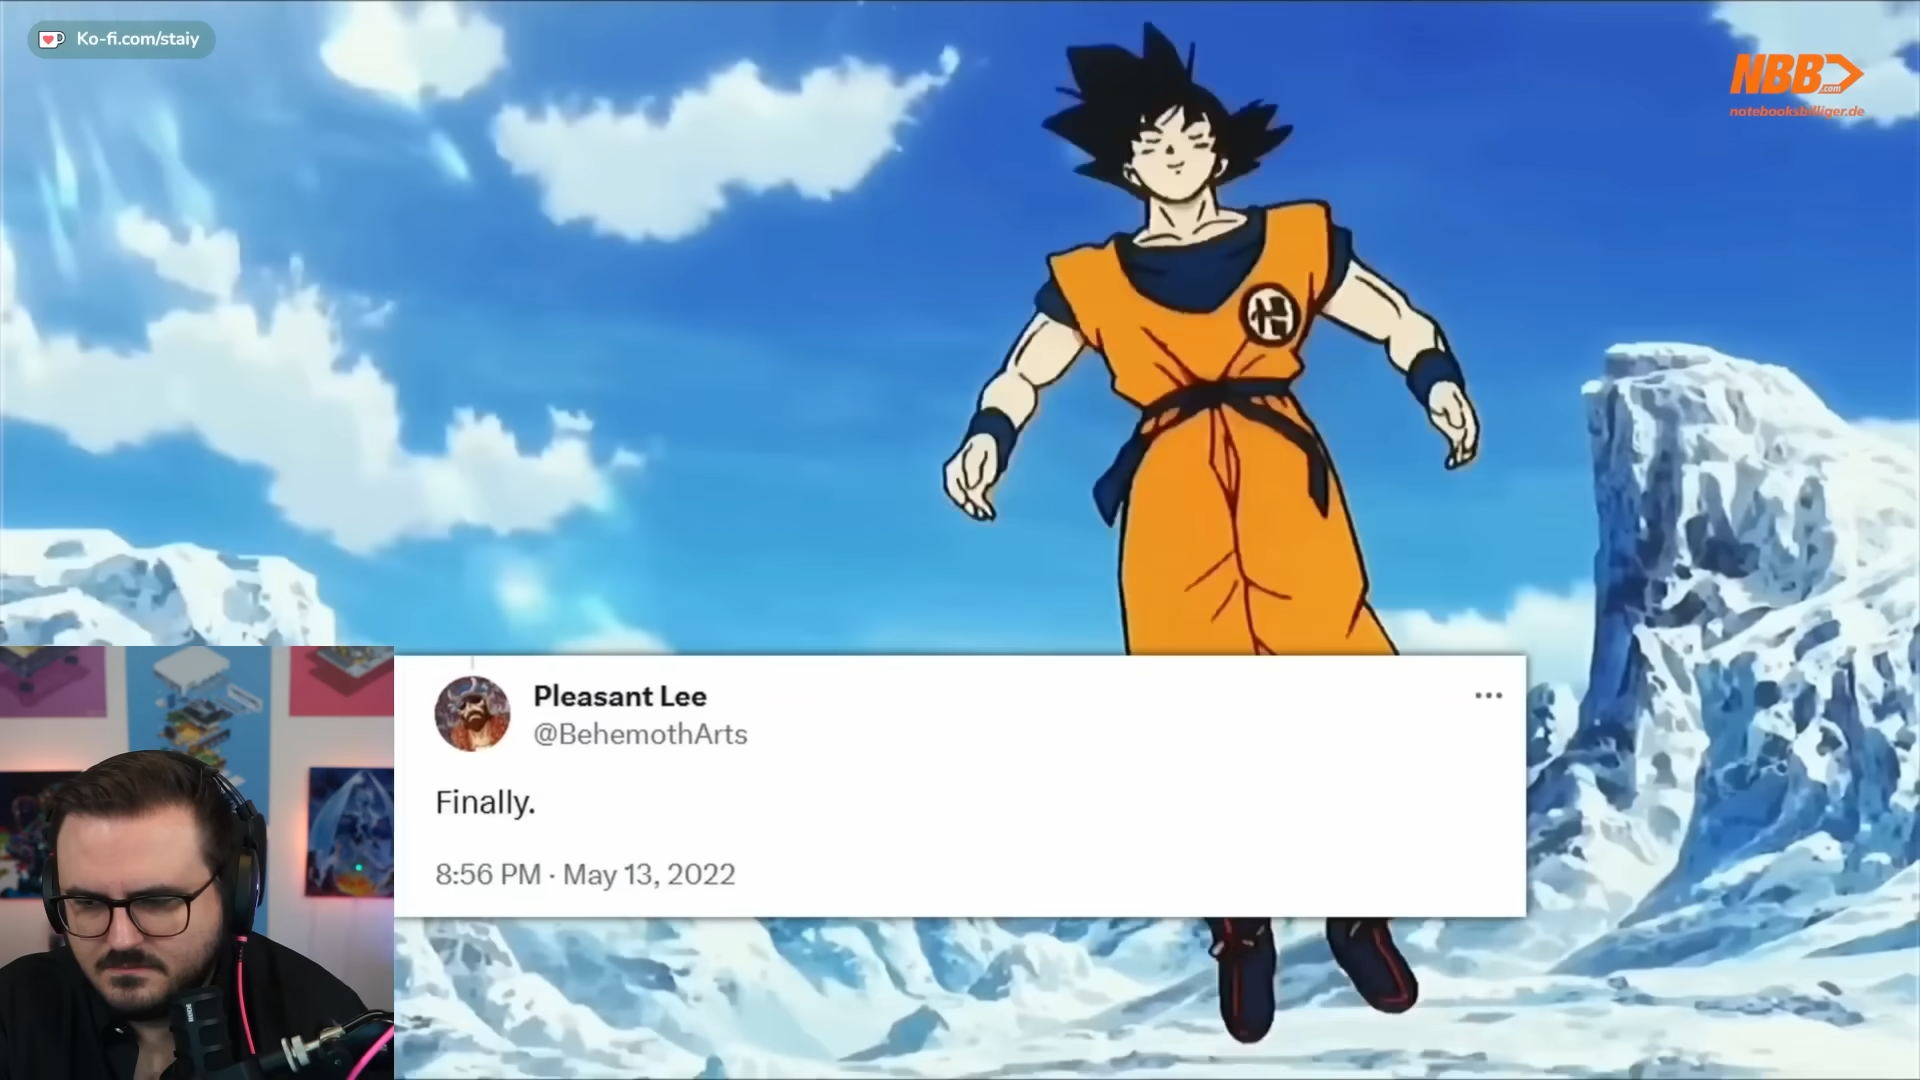 Ko-fi.com/staiy
NBB.com
notebooksbilliger.de
Pleasant Lee
@BehemothArts
Finally.
8:56 PM · May 13, 2022